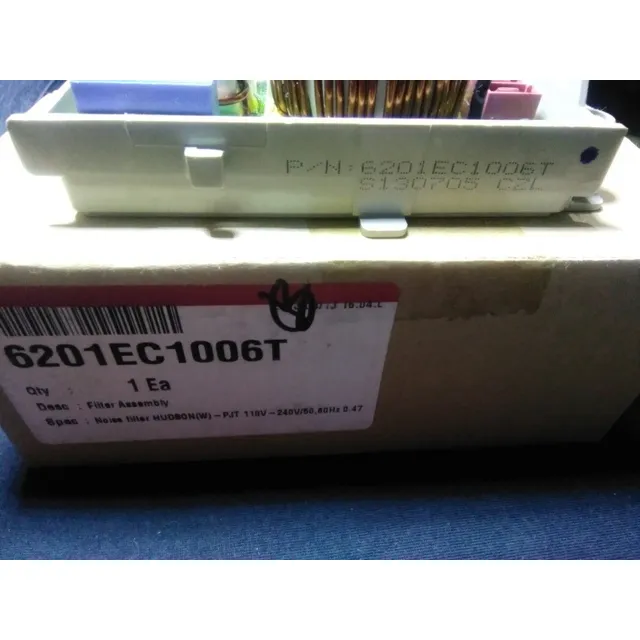 P/N:6201EC1006T
S130705 CZL
6201EC1006T
Qty : 1 Ea
Desc : Filter Assembly
Spec : Noise filter HUDSON(W)-PJT 110V-240V/50,60Hz 0.47